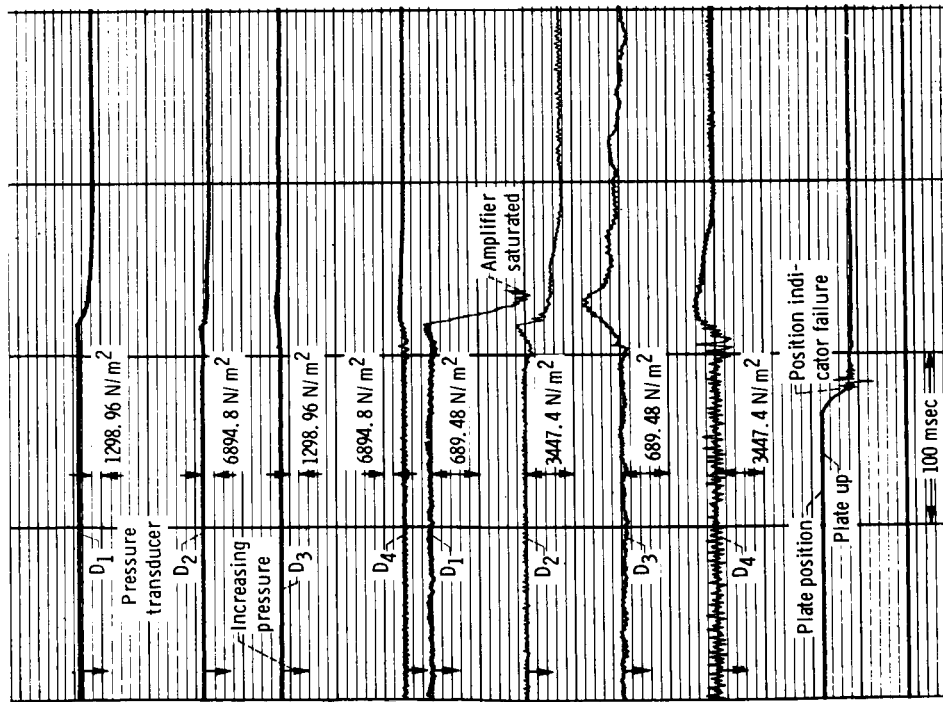 D1
1298.96 N/m2
Pressure
transducer
D2
6894.8 N/m2
Increasing
pressure
D3
1298.96 N/m2
D4
6894.8 N/m2
D1
689.48 N/m2
Amplifier
saturated
D2
3447.4 N/m2
D3
689.48 N/m2
D4
3447.4 N/m2
Plate position
Plate up
Position indi-
cator failure
100 msec